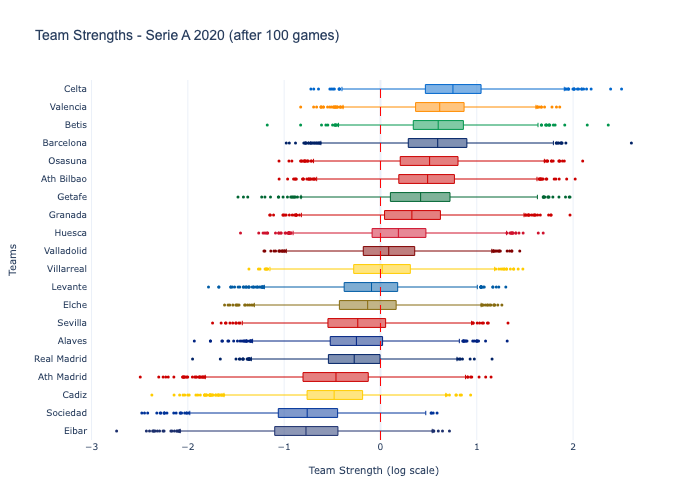 Team Strengths - Serie A 2020 (after 100 games)
Celta
Valencia
Betis
Barcelona
Osasuna
Ath Bilbao
Getafe
Granada
Huesca
Valladolid
Villarreal
Levante
Elche
Sevilla
Alaves
Real Madrid
Ath Madrid
Cadiz
Sociedad
Eibar
Teams
−3 −2 −1 0 1 2
Team Strength (log scale)